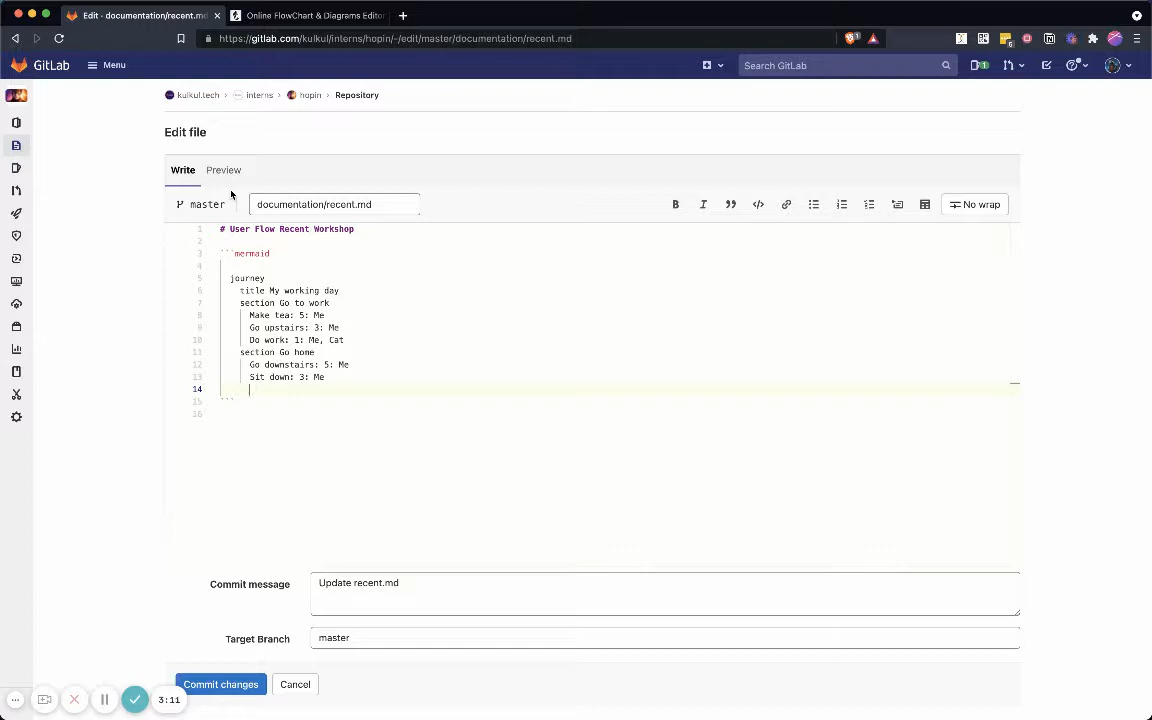 Edit · documentation/recent.md
Online FlowChart & Diagrams Editor
https://gitlab.com/kulkul/interns/hopin/-/edit/master/documentation/recent.md
1
6
GitLab
Menu
Search GitLab
1
kulkul.tech › interns › hopin › Repository
Edit file
Write Preview
master documentation/recent.md
No wrap
1 # User Flow Recent Workshop
2
3 ```mermaid
4
5 journey
6 title My working day
7 section Go to work
8 Make tea: 5: Me
9 Go upstairs: 3: Me
10 Do work: 1: Me, Cat
11 section Go home
12 Go downstairs: 5: Me
13 Sit down: 3: Me
14
15 ```
16
Commit message
Update recent.md
Target Branch
master
Commit changes Cancel
3:11